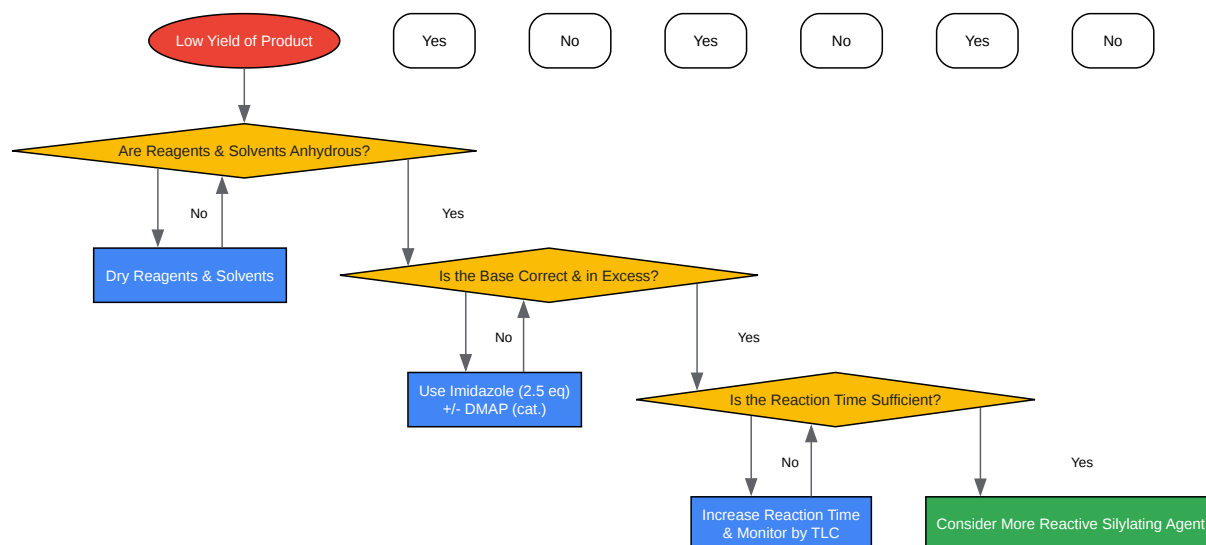 Low Yield of Product
Yes
No
Yes
No
Yes
No
Are Reagents & Solvents Anhydrous?
No
Yes
Dry Reagents & Solvents
Is the Base Correct & in Excess?
No
Yes
Use Imidazole (2.5 eq)
+/- DMAP (cat.)
Is the Reaction Time Sufficient?
No
Yes
Increase Reaction Time
& Monitor by TLC
Consider More Reactive Silylating Agent